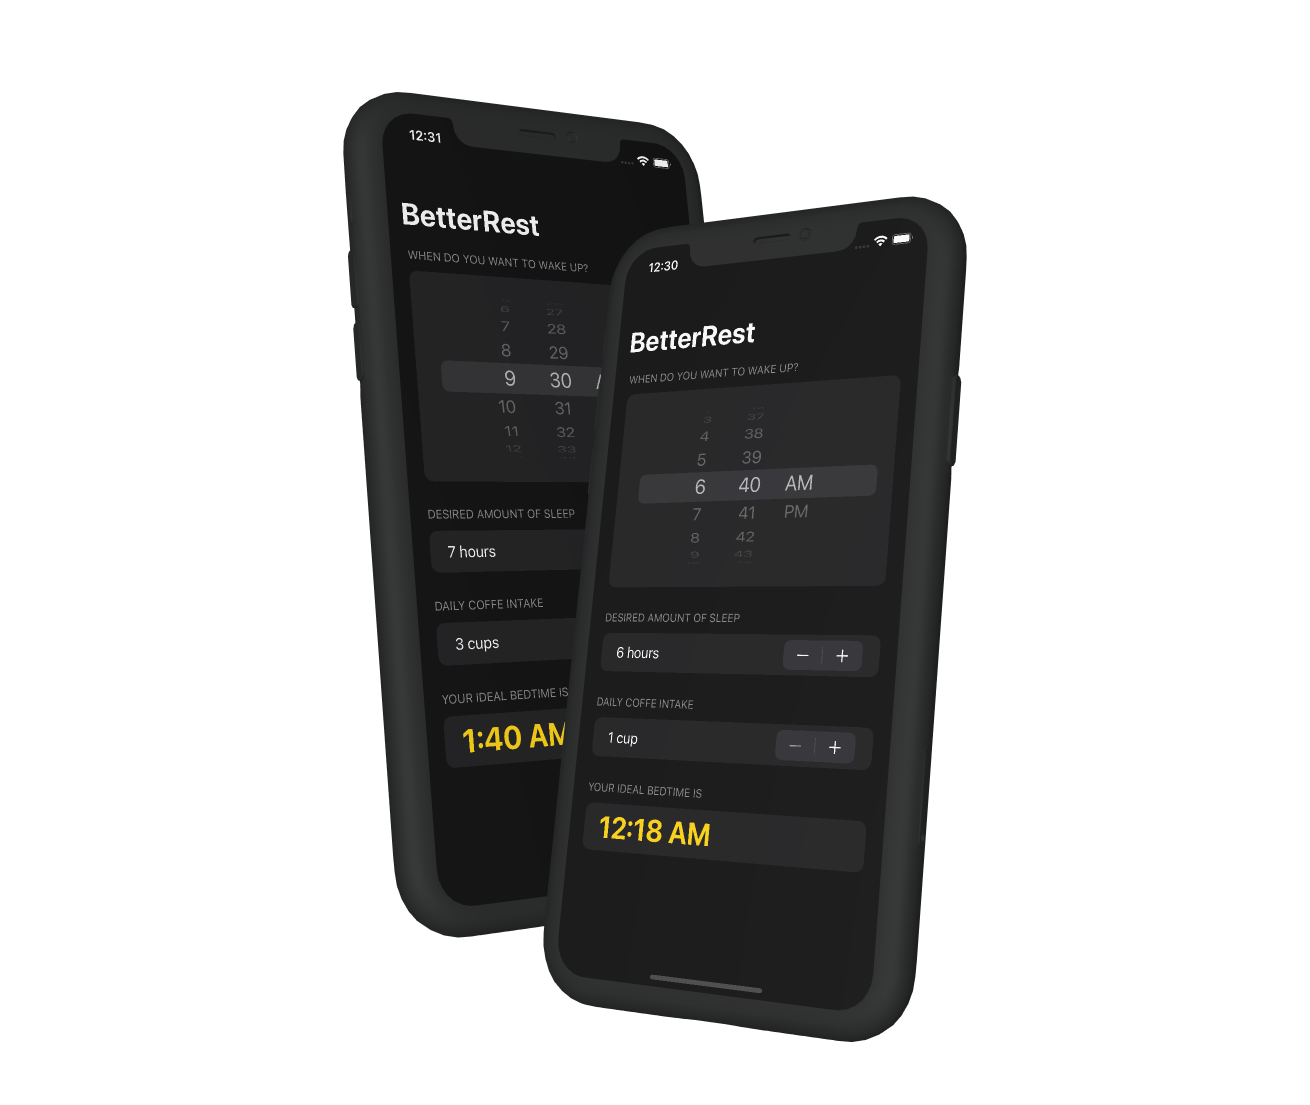 12:31
BetterRest
WHEN DO YOU WANT TO WAKE UP?
6 27
7 28
8 29
9 30
10 31
11 32
12 33
DESIRED AMOUNT OF SLEEP
7 hours
DAILY COFFE INTAKE
3 cups
YOUR IDEAL BEDTIME IS
1:40 AM
12:30
BetterRest
WHEN DO YOU WANT TO WAKE UP?
3 37
4 38
5 39
6 40 AM
7 41 PM
8 42
9 43
DESIRED AMOUNT OF SLEEP
6 hours
− +
DAILY COFFE INTAKE
1 cup
− +
YOUR IDEAL BEDTIME IS
12:18 AM